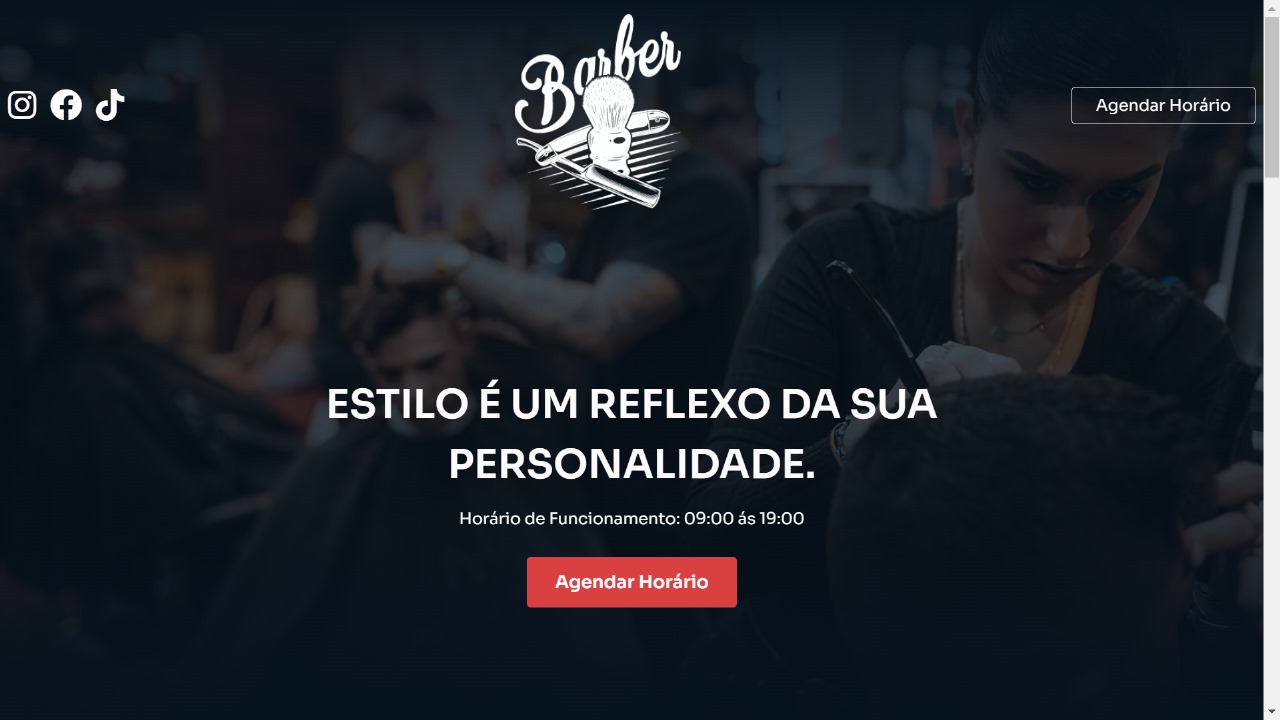 Barber
Agendar Horário
ESTILO É UM REFLEXO DA SUA
PERSONALIDADE.
Horário de Funcionamento: 09:00 ás 19:00
Agendar Horário